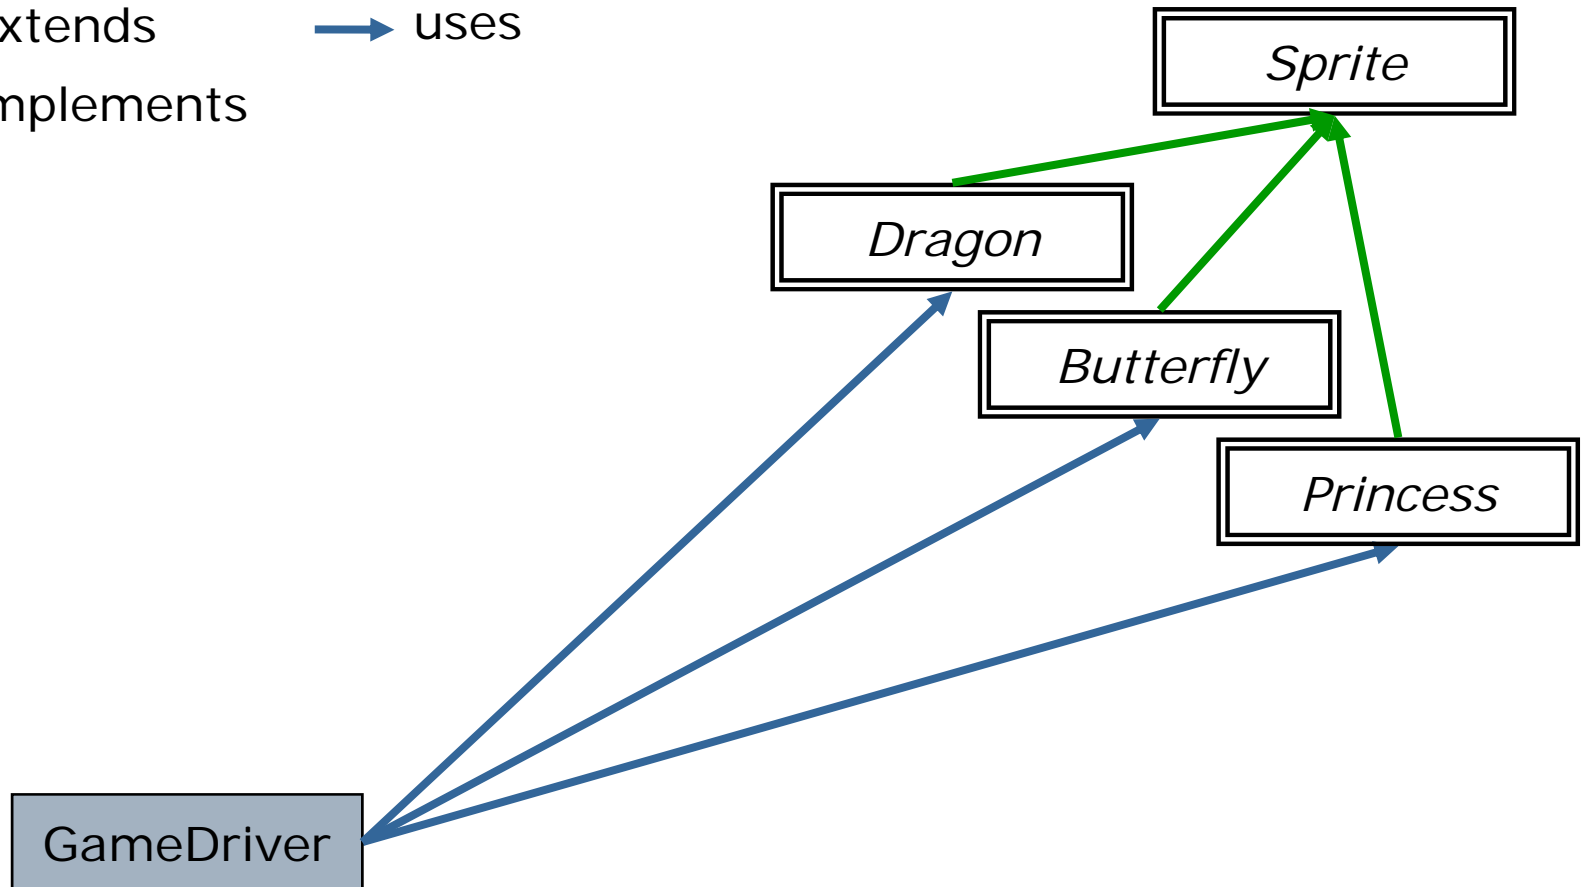 xtends
uses
mplements
Sprite
Dragon
Butterfly
Princess
GameDriver